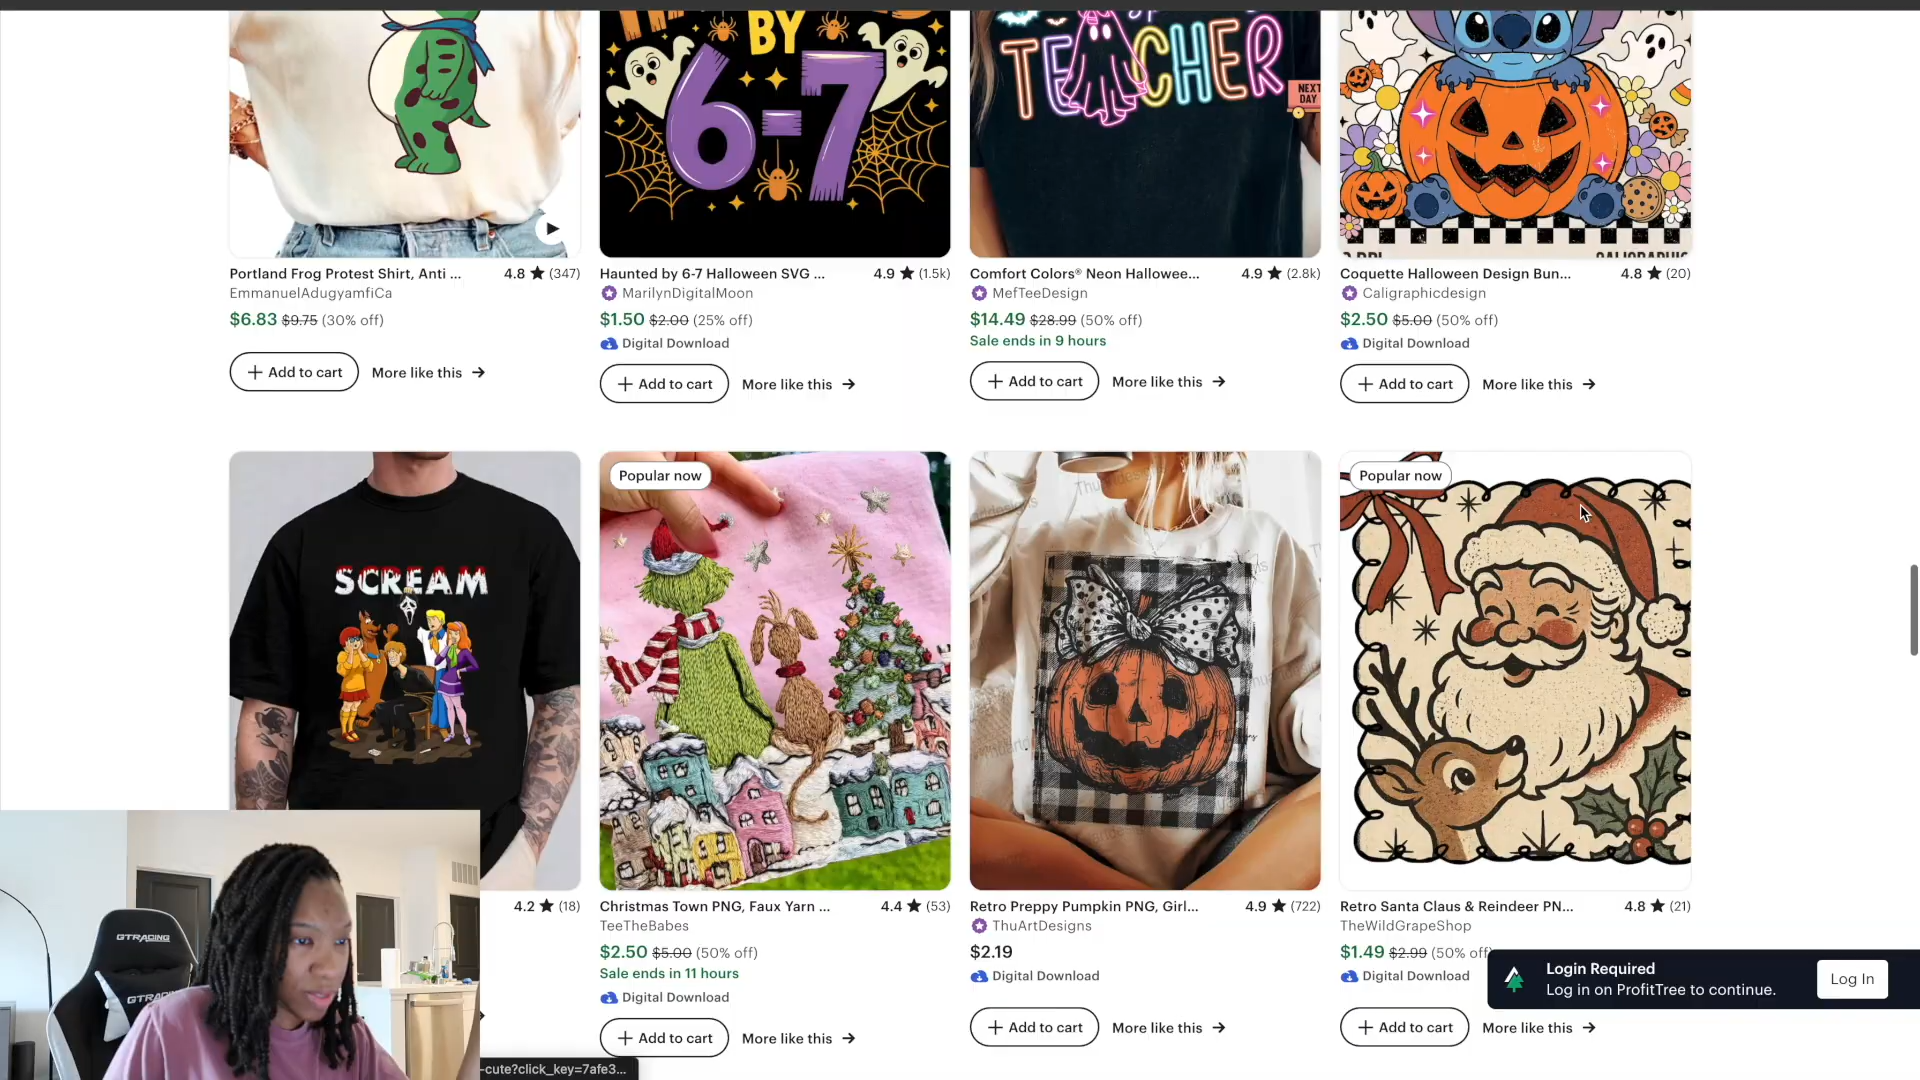 BY
6-7
TEACHER
NEXT
DAY
Portland Frog Protest Shirt, Anti ...
4.8 ★ (347)
EmmanuelAdugyamfiCa
$6.83 $9.75 (30% off)
+ Add to cart
More like this →
Haunted by 6-7 Halloween SVG ...
4.9 ★ (1.5k)
MarilynDigitalMoon
$1.50 $2.00 (25% off)
Digital Download
+ Add to cart
More like this →
Comfort Colors® Neon Hallowee...
4.9 ★ (2.8k)
MefTeeDesign
$14.49 $28.99 (50% off)
Sale ends in 9 hours
+ Add to cart
More like this →
Coquette Halloween Design Bun...
4.8 ★ (20)
Caligraphicdesign
$2.50 $5.00 (50% off)
Digital Download
+ Add to cart
More like this →
SCREAM
4.2 ★ (18)
Popular now
Christmas Town PNG, Faux Yarn ...
4.4 ★ (53)
TeeTheBabes
$2.50 $5.00 (50% off)
Sale ends in 11 hours
Digital Download
+ Add to cart
More like this →
Retro Preppy Pumpkin PNG, Girl...
4.9 ★ (722)
ThuArtDesigns
$2.19
Digital Download
+ Add to cart
More like this →
Popular now
Retro Santa Claus & Reindeer PN...
4.8 ★ (21)
TheWildGrapeShop
$1.49 $2.99 (50% off)
Digital Download
+ Add to cart
More like this →
Login Required
Log in on ProfitTree to continue.
Log In
GTRACING
-cute?click_key=7afe3...